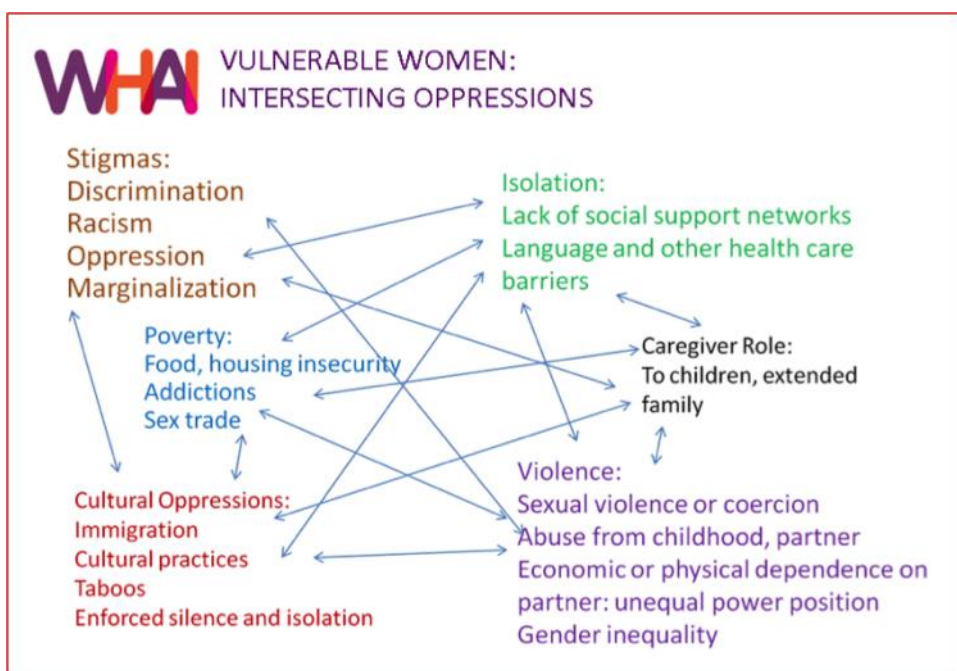 WHAI
VULNERABLE WOMEN:
INTERSECTING OPPRESSIONS
Stigmas:
Discrimination
Racism
Oppression
Marginalization
Isolation:
Lack of social support networks
Language and other health care
barriers
Poverty:
Food, housing insecurity
Addictions
Sex trade
Caregiver Role:
To children, extended
family
Cultural Oppressions:
Immigration
Cultural practices
Taboos
Enforced silence and isolation
Violence:
Sexual violence or coercion
Abuse from childhood, partner
Economic or physical dependence on
partner: unequal power position
Gender inequality